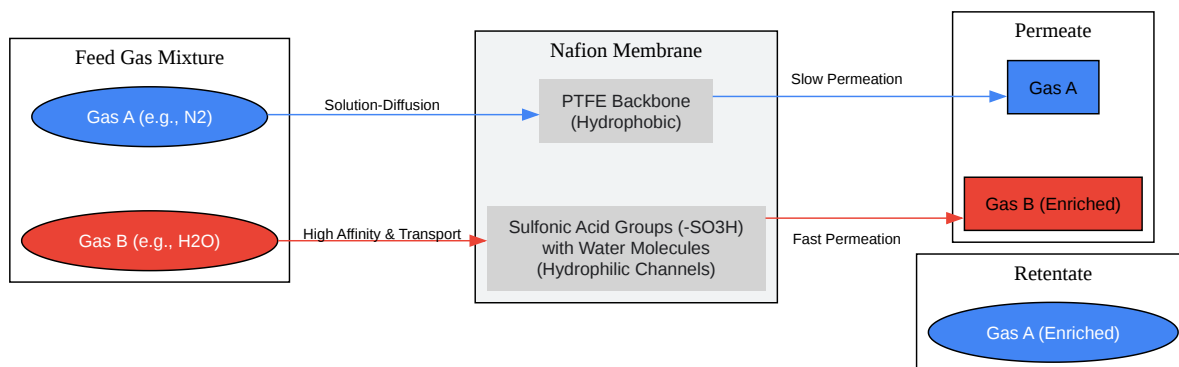 Feed Gas Mixture
Gas A (e.g., N2)
Gas B (e.g., H2O)
Solution-Diffusion
High Affinity & Transport
Nafion Membrane
PTFE Backbone
(Hydrophobic)
Sulfonic Acid Groups (-SO3H)
with Water Molecules
(Hydrophilic Channels)
Slow Permeation
Fast Permeation
Permeate
Gas A
Gas B (Enriched)
Retentate
Gas A (Enriched)